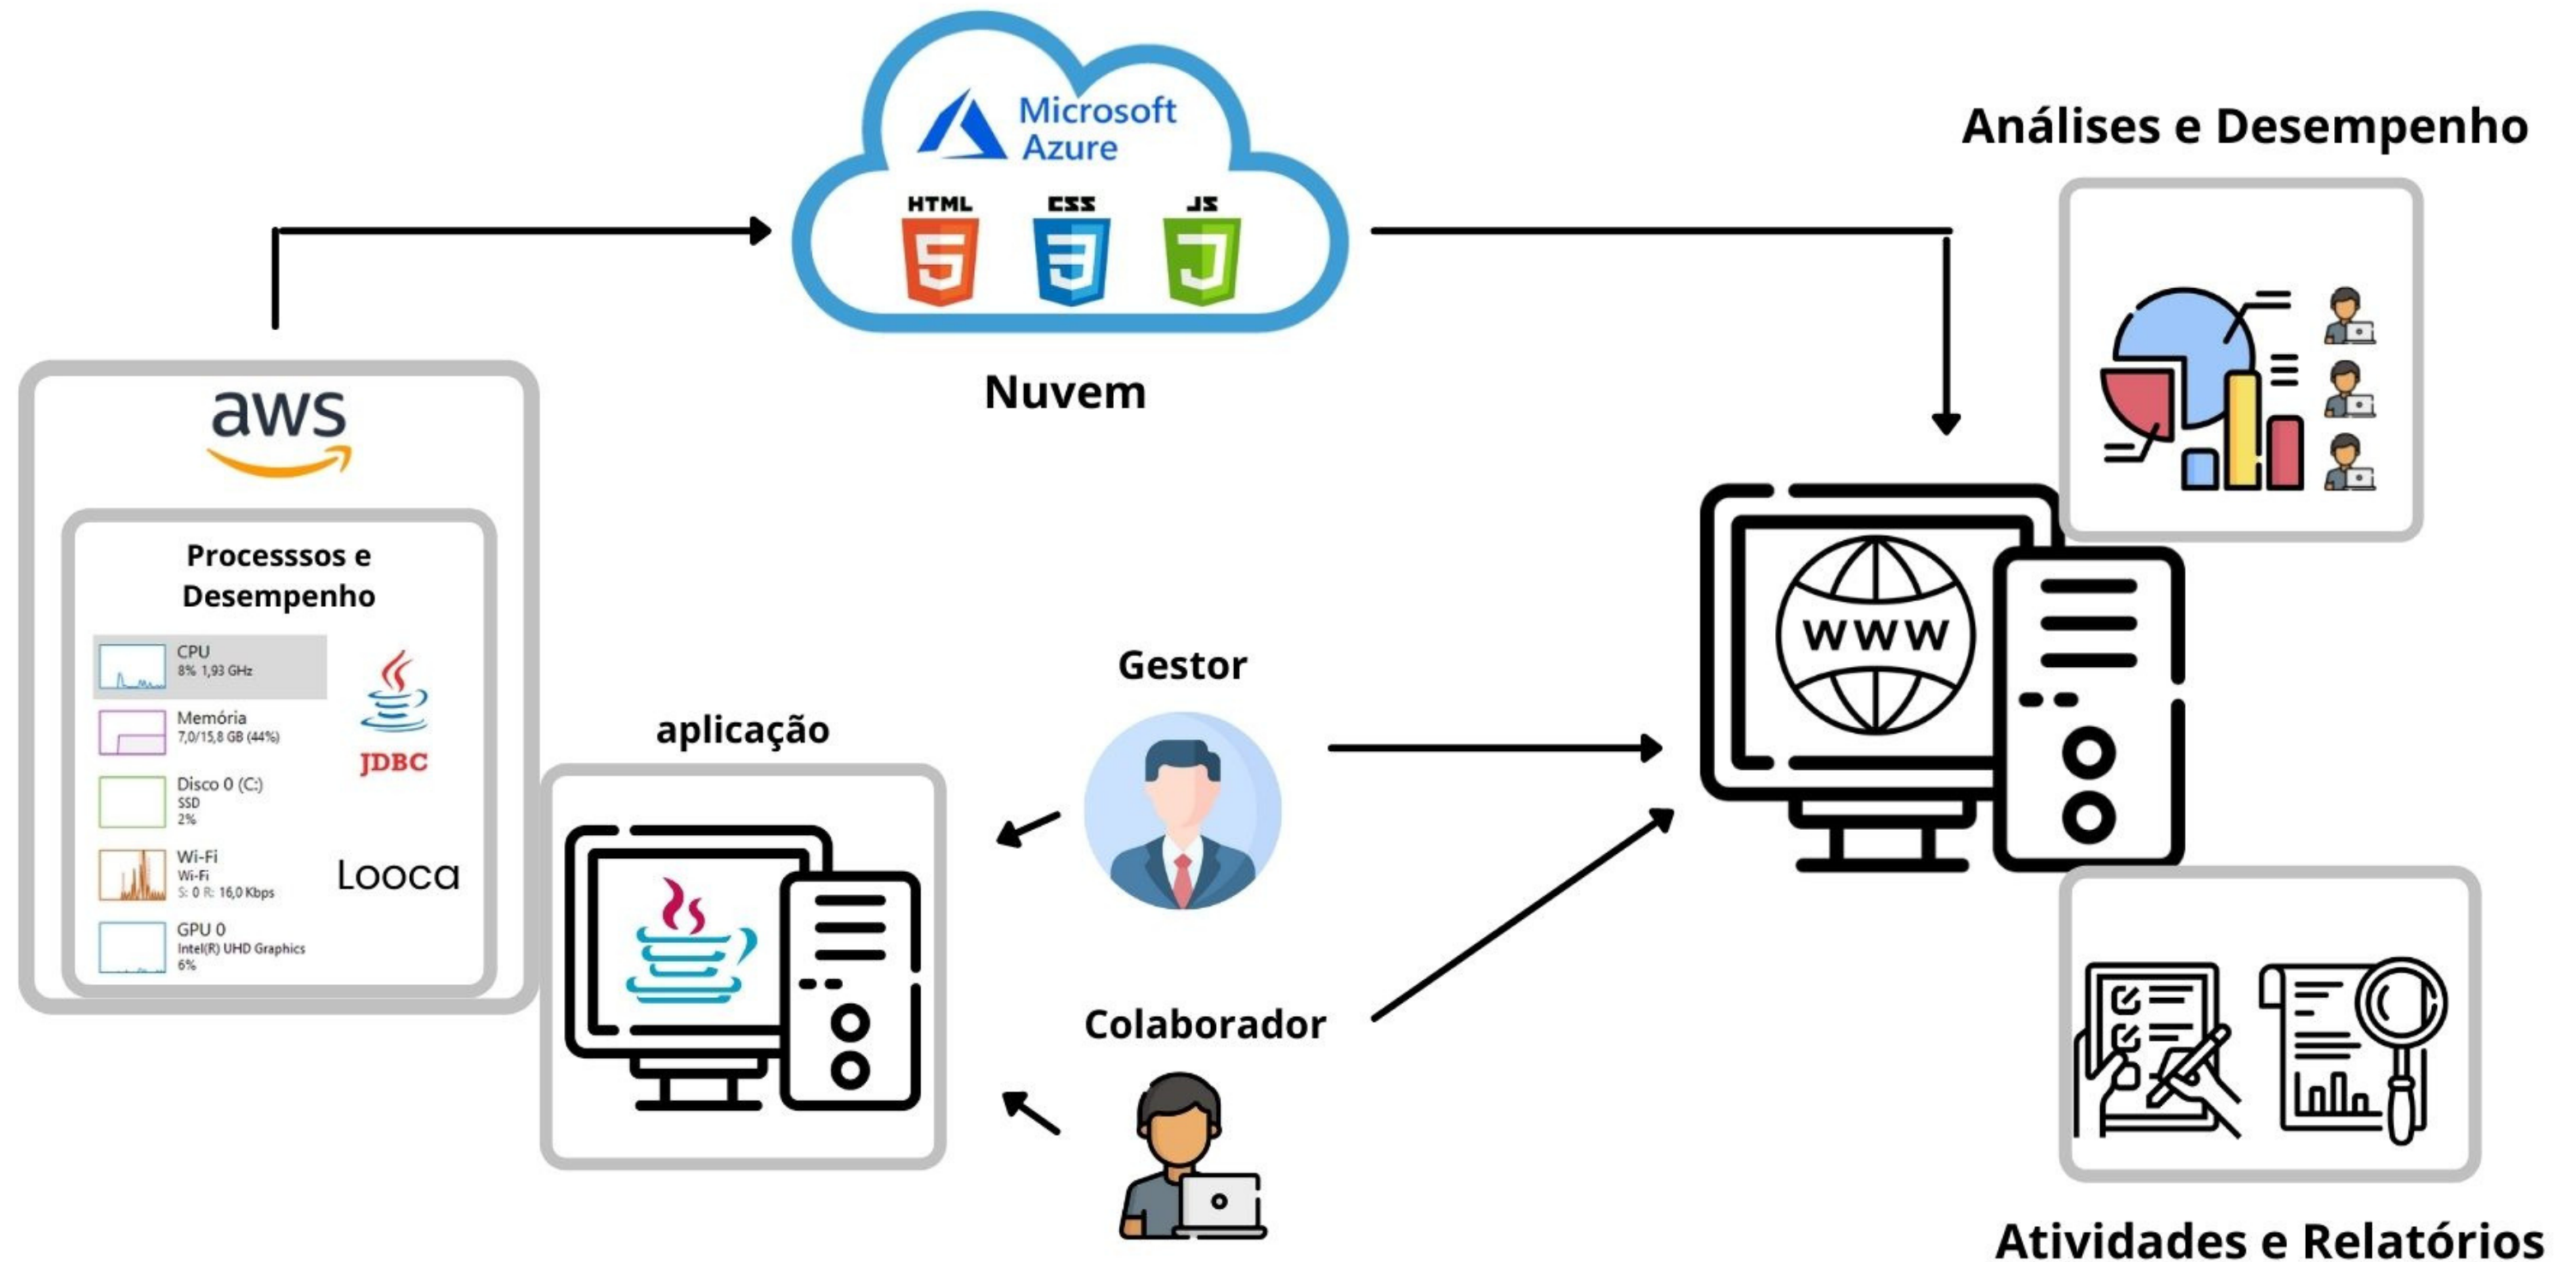 Microsoft
Azure
HTML CSS JS
Nuvem
Análises e Desempenho
aws
Processsos e
Desempenho
CPU
8% 1,93 GHz
Memória
7,0/15,8 GB (44%)
Disco 0 (C:)
SSD
2%
Wi-Fi
Wi-Fi
S: 0 R: 16,0 Kbps
GPU 0
Intel(R) UHD Graphics
6%
JDBC
Looca
aplicação
Gestor
Colaborador
WWW
Atividades e Relatórios